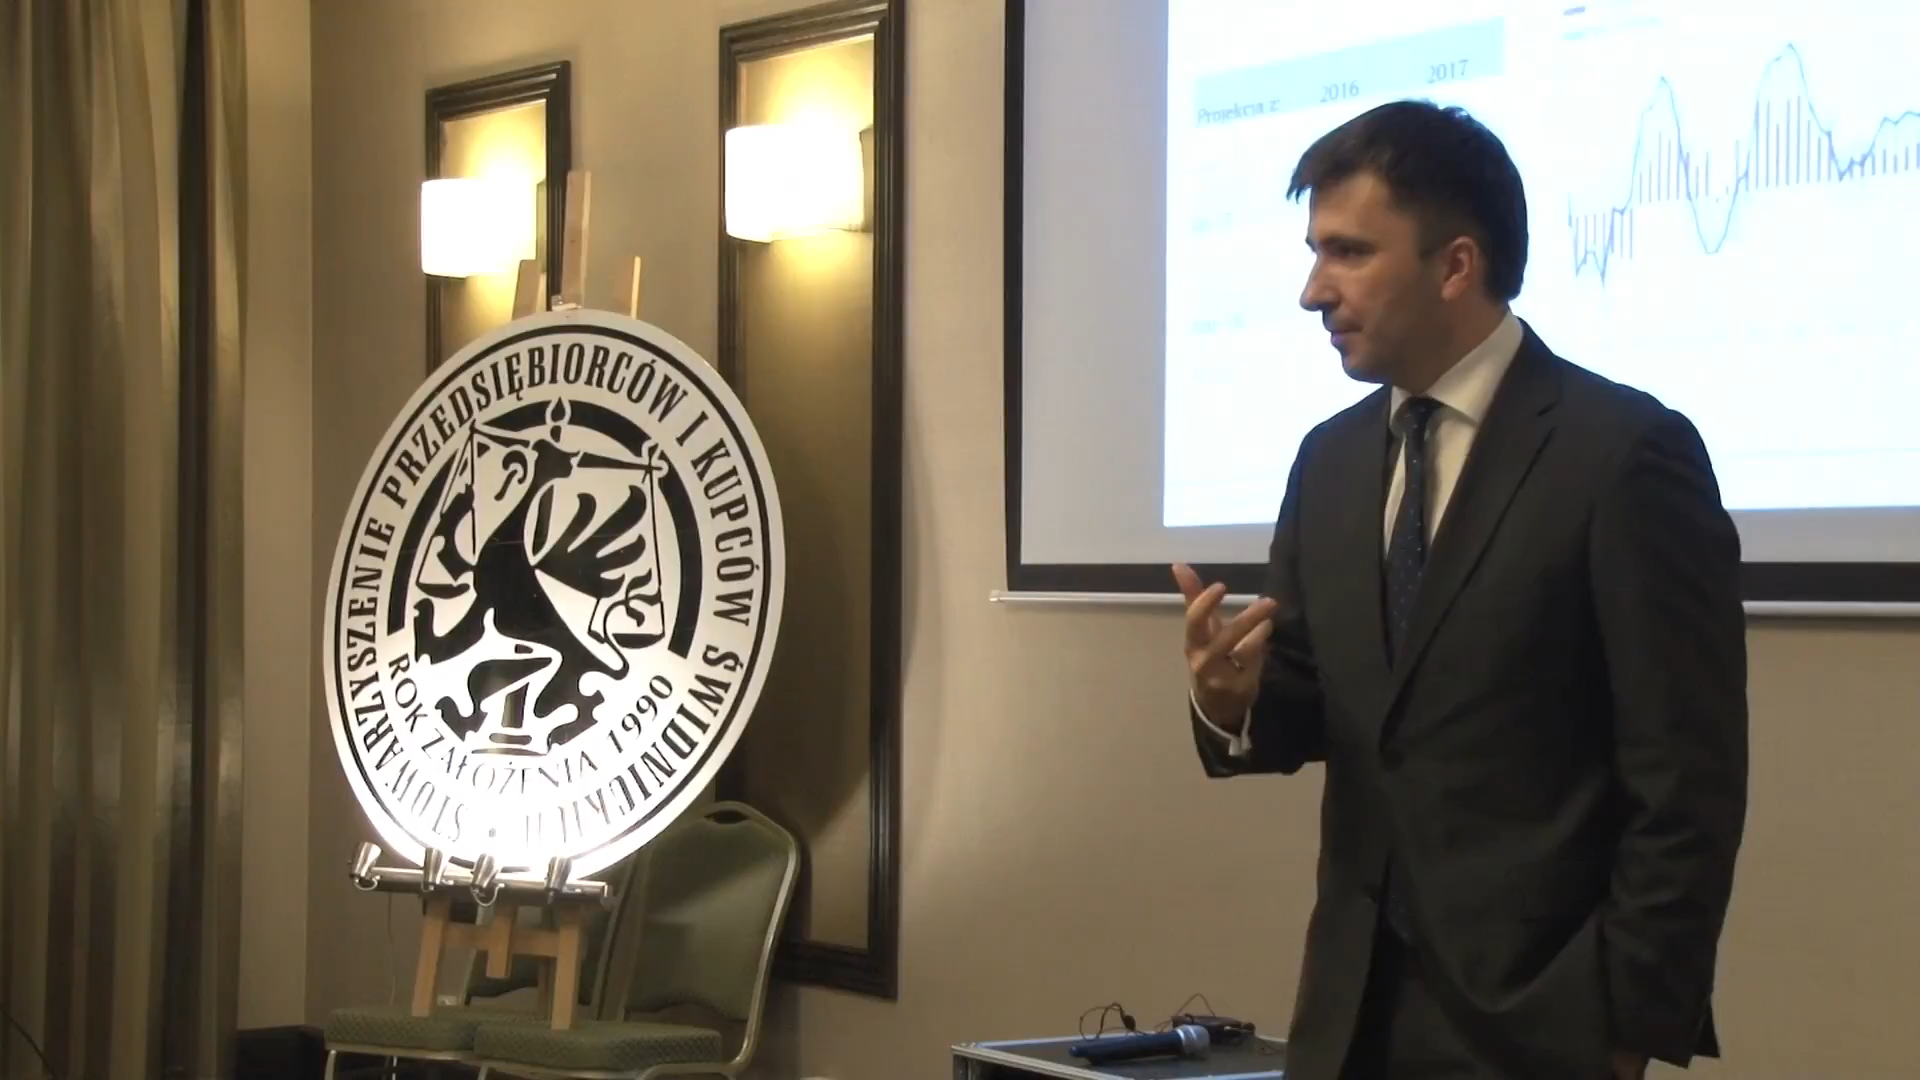 STOWARZYSZENIE PRZEDSIĘBIORCÓW I KUPCÓW ŚWIDNICKICH
ROK ZAŁOŻENIA 1990
2016 2017
Projekcja z: